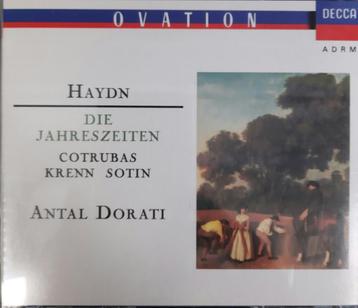 OVATION
DECCA
ADRM
HAYDN
DIE
JAHRESZEITEN
COTRUBAS
KRENN SOTIN
ANTAL DORATI